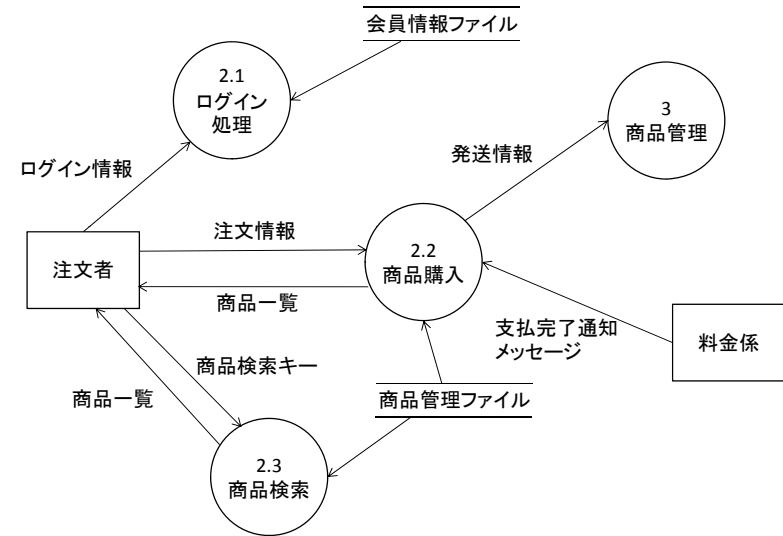 会員情報ファイル
2.1
ログイン
処理
3
商品管理
発送情報
ログイン情報
注文情報
注文者
2.2
商品購入
商品一覧
支払完了通知
メッセージ
料金係
商品検索キー
商品一覧
商品管理ファイル
2.3
商品検索